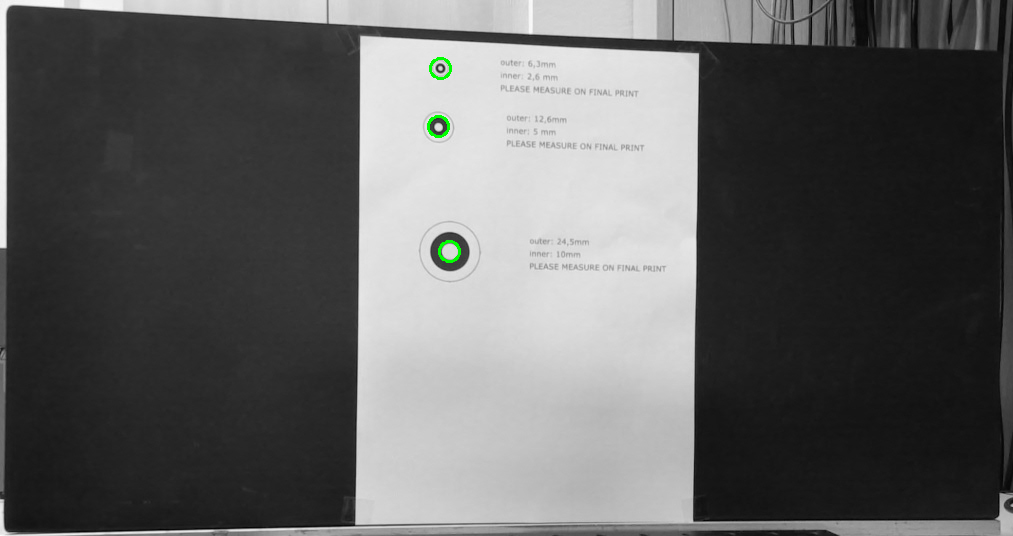 outer: 6,3mm
inner: 2,6 mm
PLEASE MEASURE ON FINAL PRINT
outer: 12,6mm
inner: 5 mm
PLEASE MEASURE ON FINAL PRINT
outer: 24,5mm
inner: 10mm
PLEASE MEASURE ON FINAL PRINT